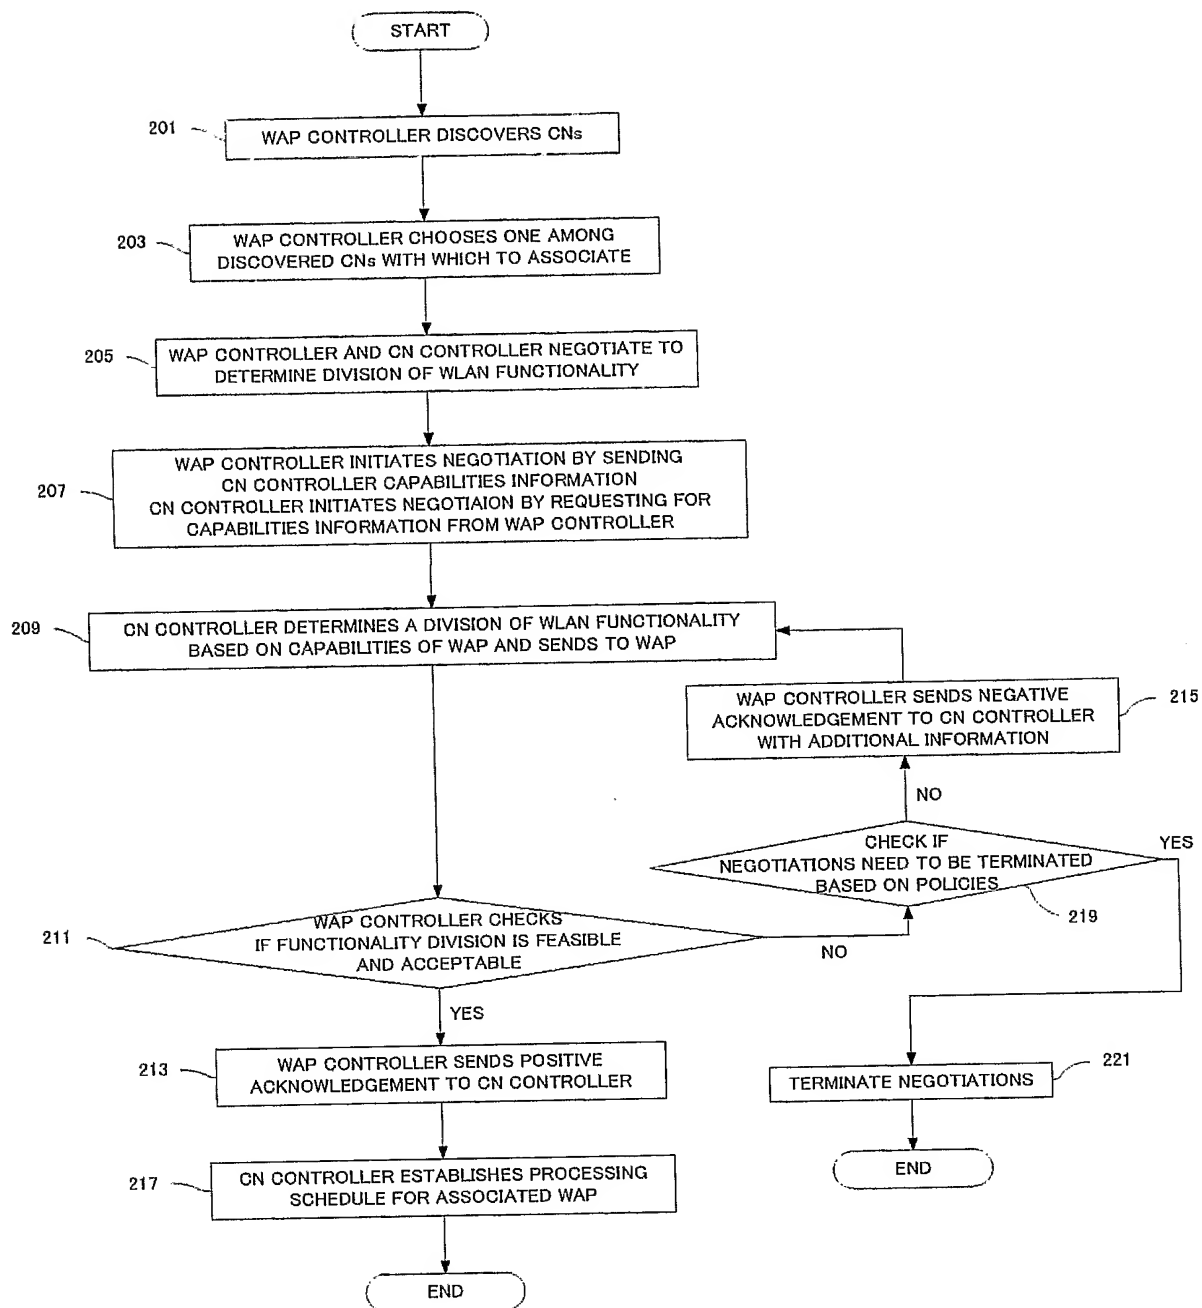 START
201
WAP CONTROLLER DISCOVERS CNs
203
WAP CONTROLLER CHOOSES ONE AMONG
DISCOVERED CNs WITH WHICH TO ASSOCIATE
205
WAP CONTROLLER AND CN CONTROLLER NEGOTIATE TO
DETERMINE DIVISION OF WLAN FUNCTIONALITY
207
WAP CONTROLLER INITIATES NEGOTIATION BY SENDING
CN CONTROLLER CAPABILITIES INFORMATION
CN CONTROLLER INITIATES NEGOTIAION BY REQUESTING FOR
CAPABILITIES INFORMATION FROM WAP CONTROLLER
209
CN CONTROLLER DETERMINES A DIVISION OF WLAN FUNCTIONALITY
BASED ON CAPABILITIES OF WAP AND SENDS TO WAP
WAP CONTROLLER SENDS NEGATIVE
ACKNOWLEDGEMENT TO CN CONTROLLER
WITH ADDITIONAL INFORMATION
215
NO
CHECK IF
NEGOTIATIONS NEED TO BE TERMINATED
BASED ON POLICIES
YES
219
211
WAP CONTROLLER CHECKS
IF FUNCTIONALITY DIVISION IS FEASIBLE
AND ACCEPTABLE
NO
YES
213
WAP CONTROLLER SENDS POSITIVE
ACKNOWLEDGEMENT TO CN CONTROLLER
TERMINATE NEGOTIATIONS
221
END
217
CN CONTROLLER ESTABLISHES PROCESSING
SCHEDULE FOR ASSOCIATED WAP
END